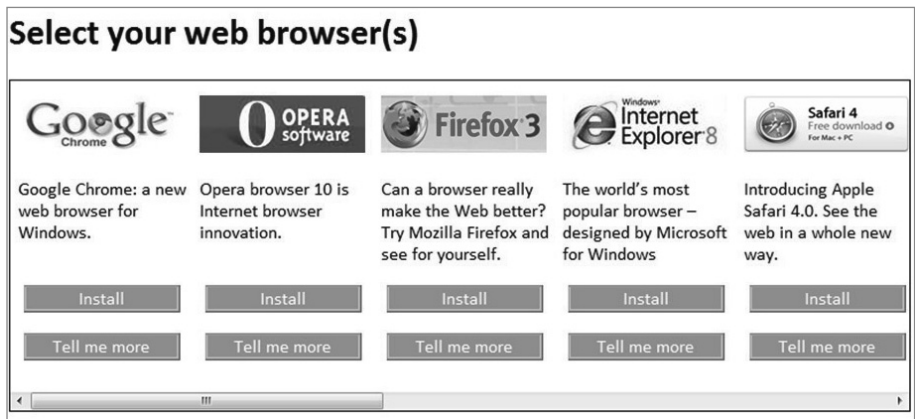 Select your web browser(s)
Google™
Chrome
OPERA
software
Firefox 3
Windows®
Internet
Explorer 8
Safari 4
Free download
For Mac + PC
Google Chrome: a new
web browser for
Windows.
Opera browser 10 is
Internet browser
innovation.
Can a browser really
make the Web better?
Try Mozilla Firefox and
see for yourself.
The world's most
popular browser –
designed by Microsoft
for Windows
Introducing Apple
Safari 4.0. See the
web in a whole new
way.
Install
Install
Install
Install
Install
Tell me more
Tell me more
Tell me more
Tell me more
Tell me more